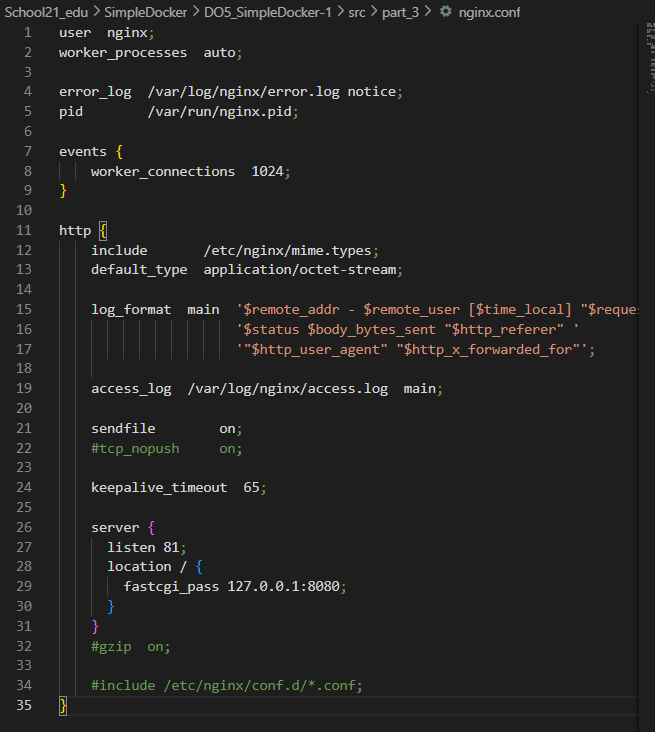 School21_edu > SimpleDocker > DO5_SimpleDocker-1 > src > part_3 > nginx.conf
1 user  nginx;
2 worker_processes  auto;
3
4 error_log  /var/log/nginx/error.log notice;
5 pid        /var/run/nginx.pid;
6
7 events {
8     worker_connections  1024;
9 }
10
11 http {
12     include       /etc/nginx/mime.types;
13     default_type  application/octet-stream;
14
15     log_format  main  '$remote_addr - $remote_user [$time_local] "$reque
16                       '$status $body_bytes_sent "$http_referer" '
17                       '"$http_user_agent" "$http_x_forwarded_for"';
18
19     access_log  /var/log/nginx/access.log  main;
20
21     sendfile        on;
22     #tcp_nopush     on;
23
24     keepalive_timeout  65;
25
26     server {
27       listen 81;
28       location / {
29         fastcgi_pass 127.0.0.1:8080;
30       }
31     }
32     #gzip  on;
33
34     #include /etc/nginx/conf.d/*.conf;
35 }